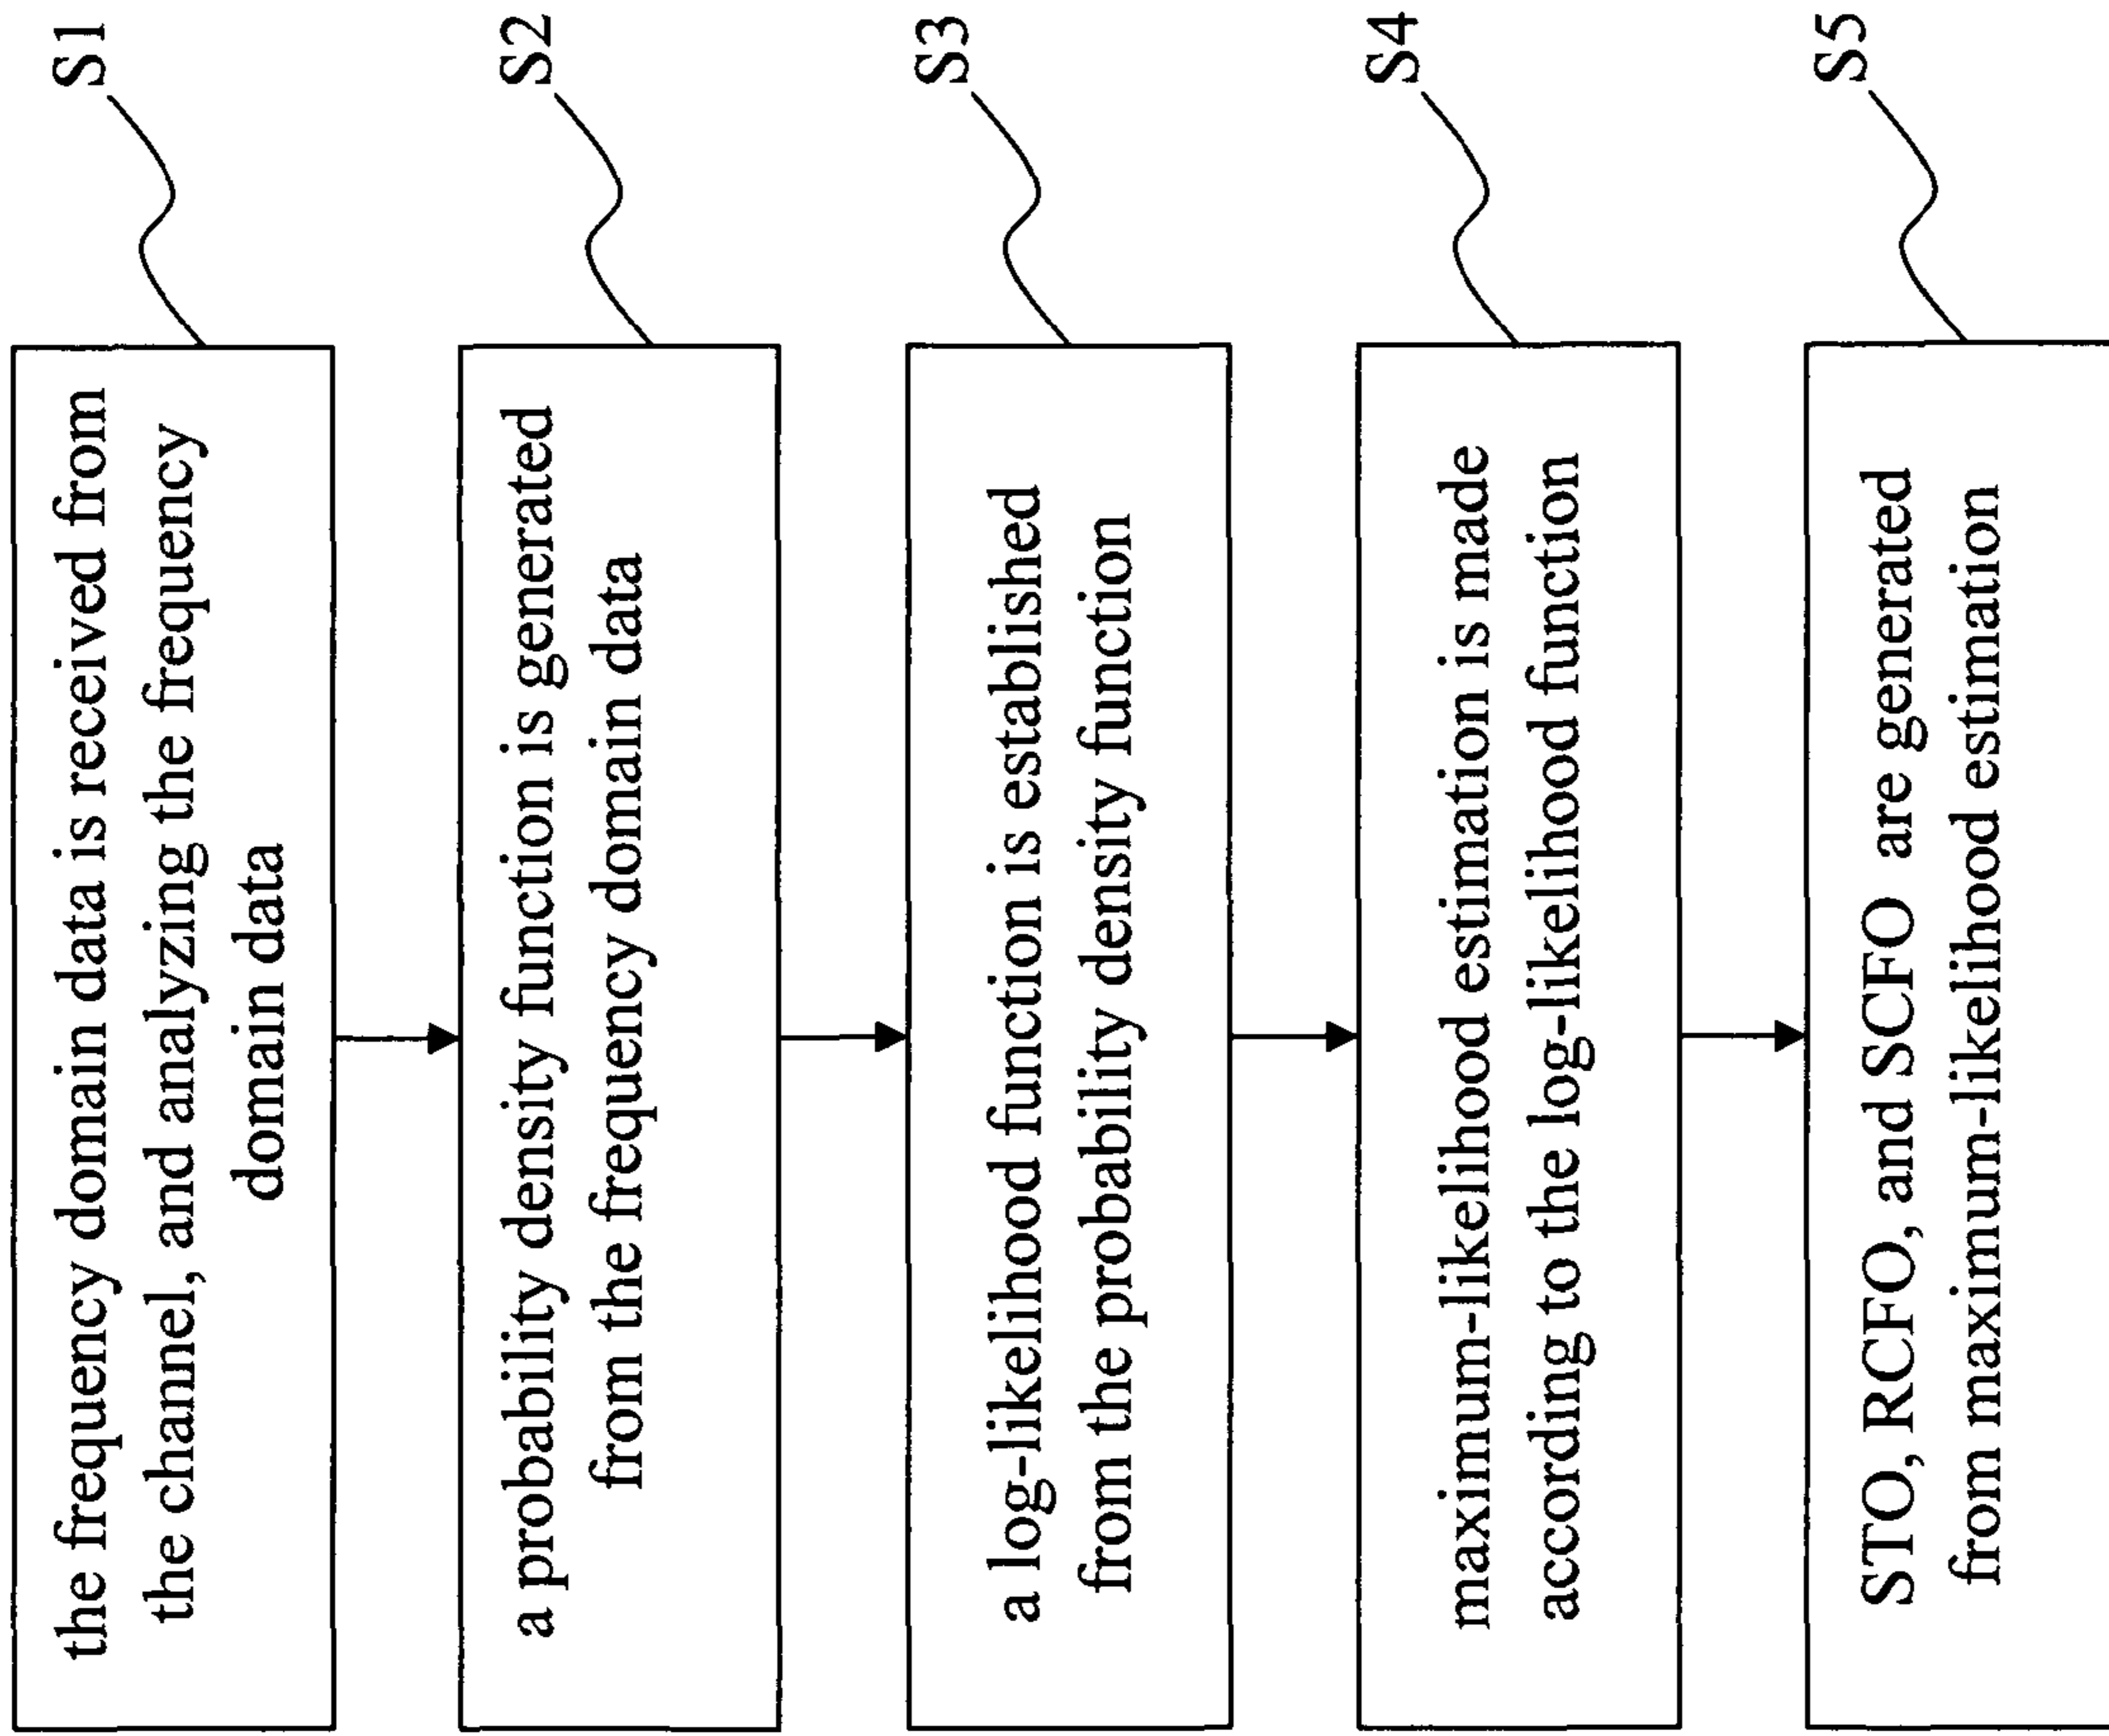 the frequency domain data is received from
the channel, and analyzing the frequency
domain data
S1
a probability density function is generated
from the frequency domain data
S2
a log-likelihood function is established
from the probability density function
S3
maximum-likelihood estimation is made
according to the log-likelihood function
S4
STO, RCFO, and SCFO are generated
from maximum-likelihood estimation
S5